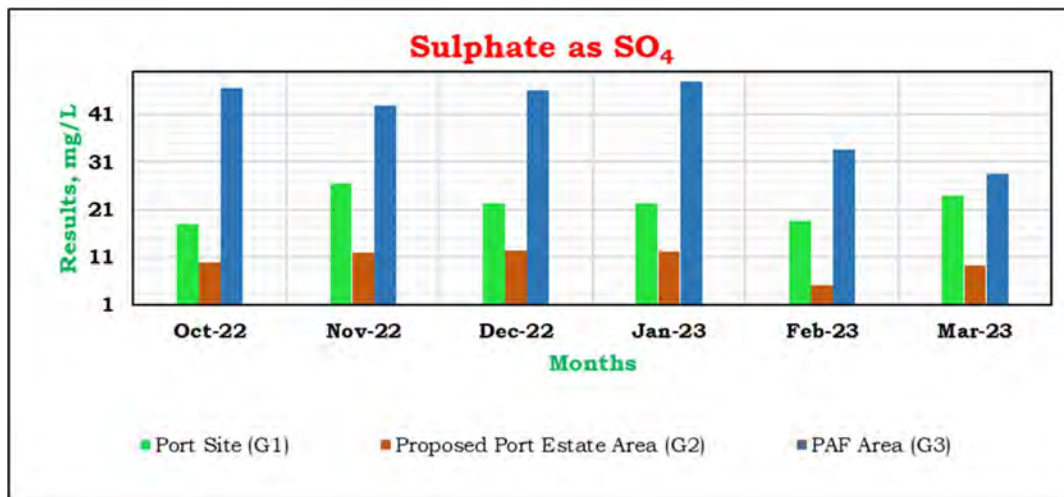 Sulphate as SO₄
Results, mg/L
41
31
21
11
1
Oct-22 Nov-22 Dec-22 Jan-23 Feb-23 Mar-23
Months
Port Site (G1) Proposed Port Estate Area (G2) PAF Area (G3)